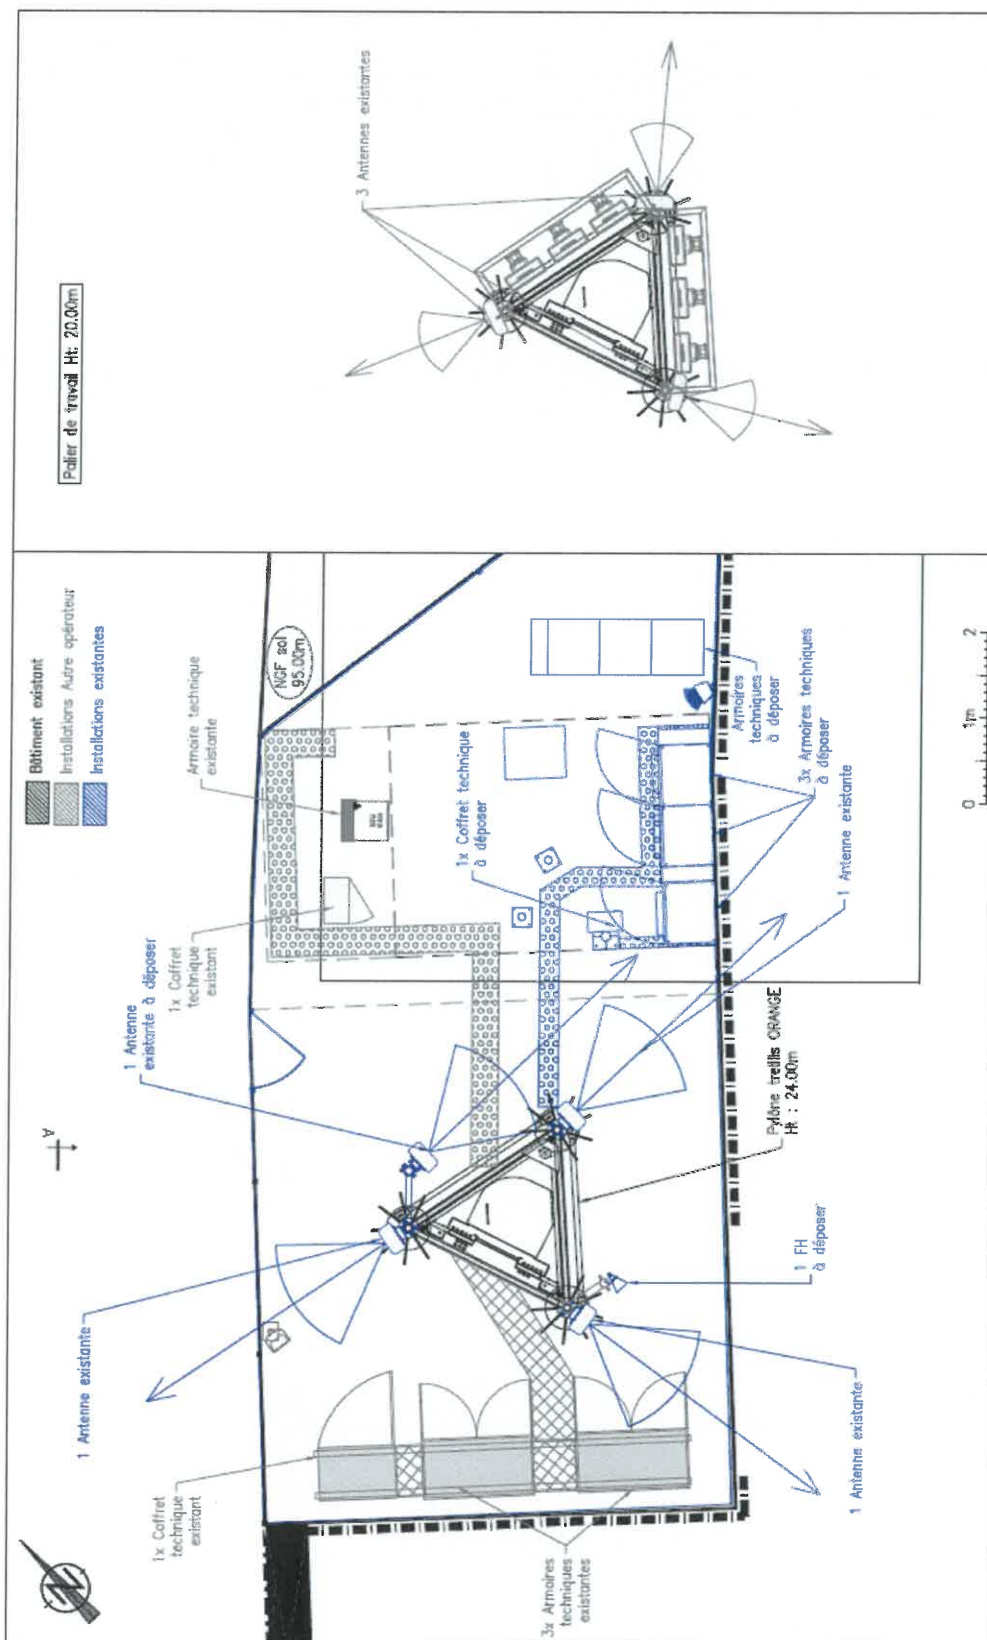 Palier de travail Ht: 20.00m
3 Antennes existantes
Bâtiment existant
Installations Autre opérateur
Installations existantes
NGF sol
95.00m
Armoire technique
existante
1x Coffret
technique
existant
1x Coffret technique
à déposer
Armoires
techniques
à déposer
3x Armoires techniques
à déposer
1 Antenne existante
1 Antenne
existante à déposer
A
Pylône treillis ORANGE
Ht : 24.00m
1 FH
à déposer
1 Antenne existante
1 Antenne existante
1x Coffret
technique
existant
3x Armoires
techniques
existantes
N
0
1m
2